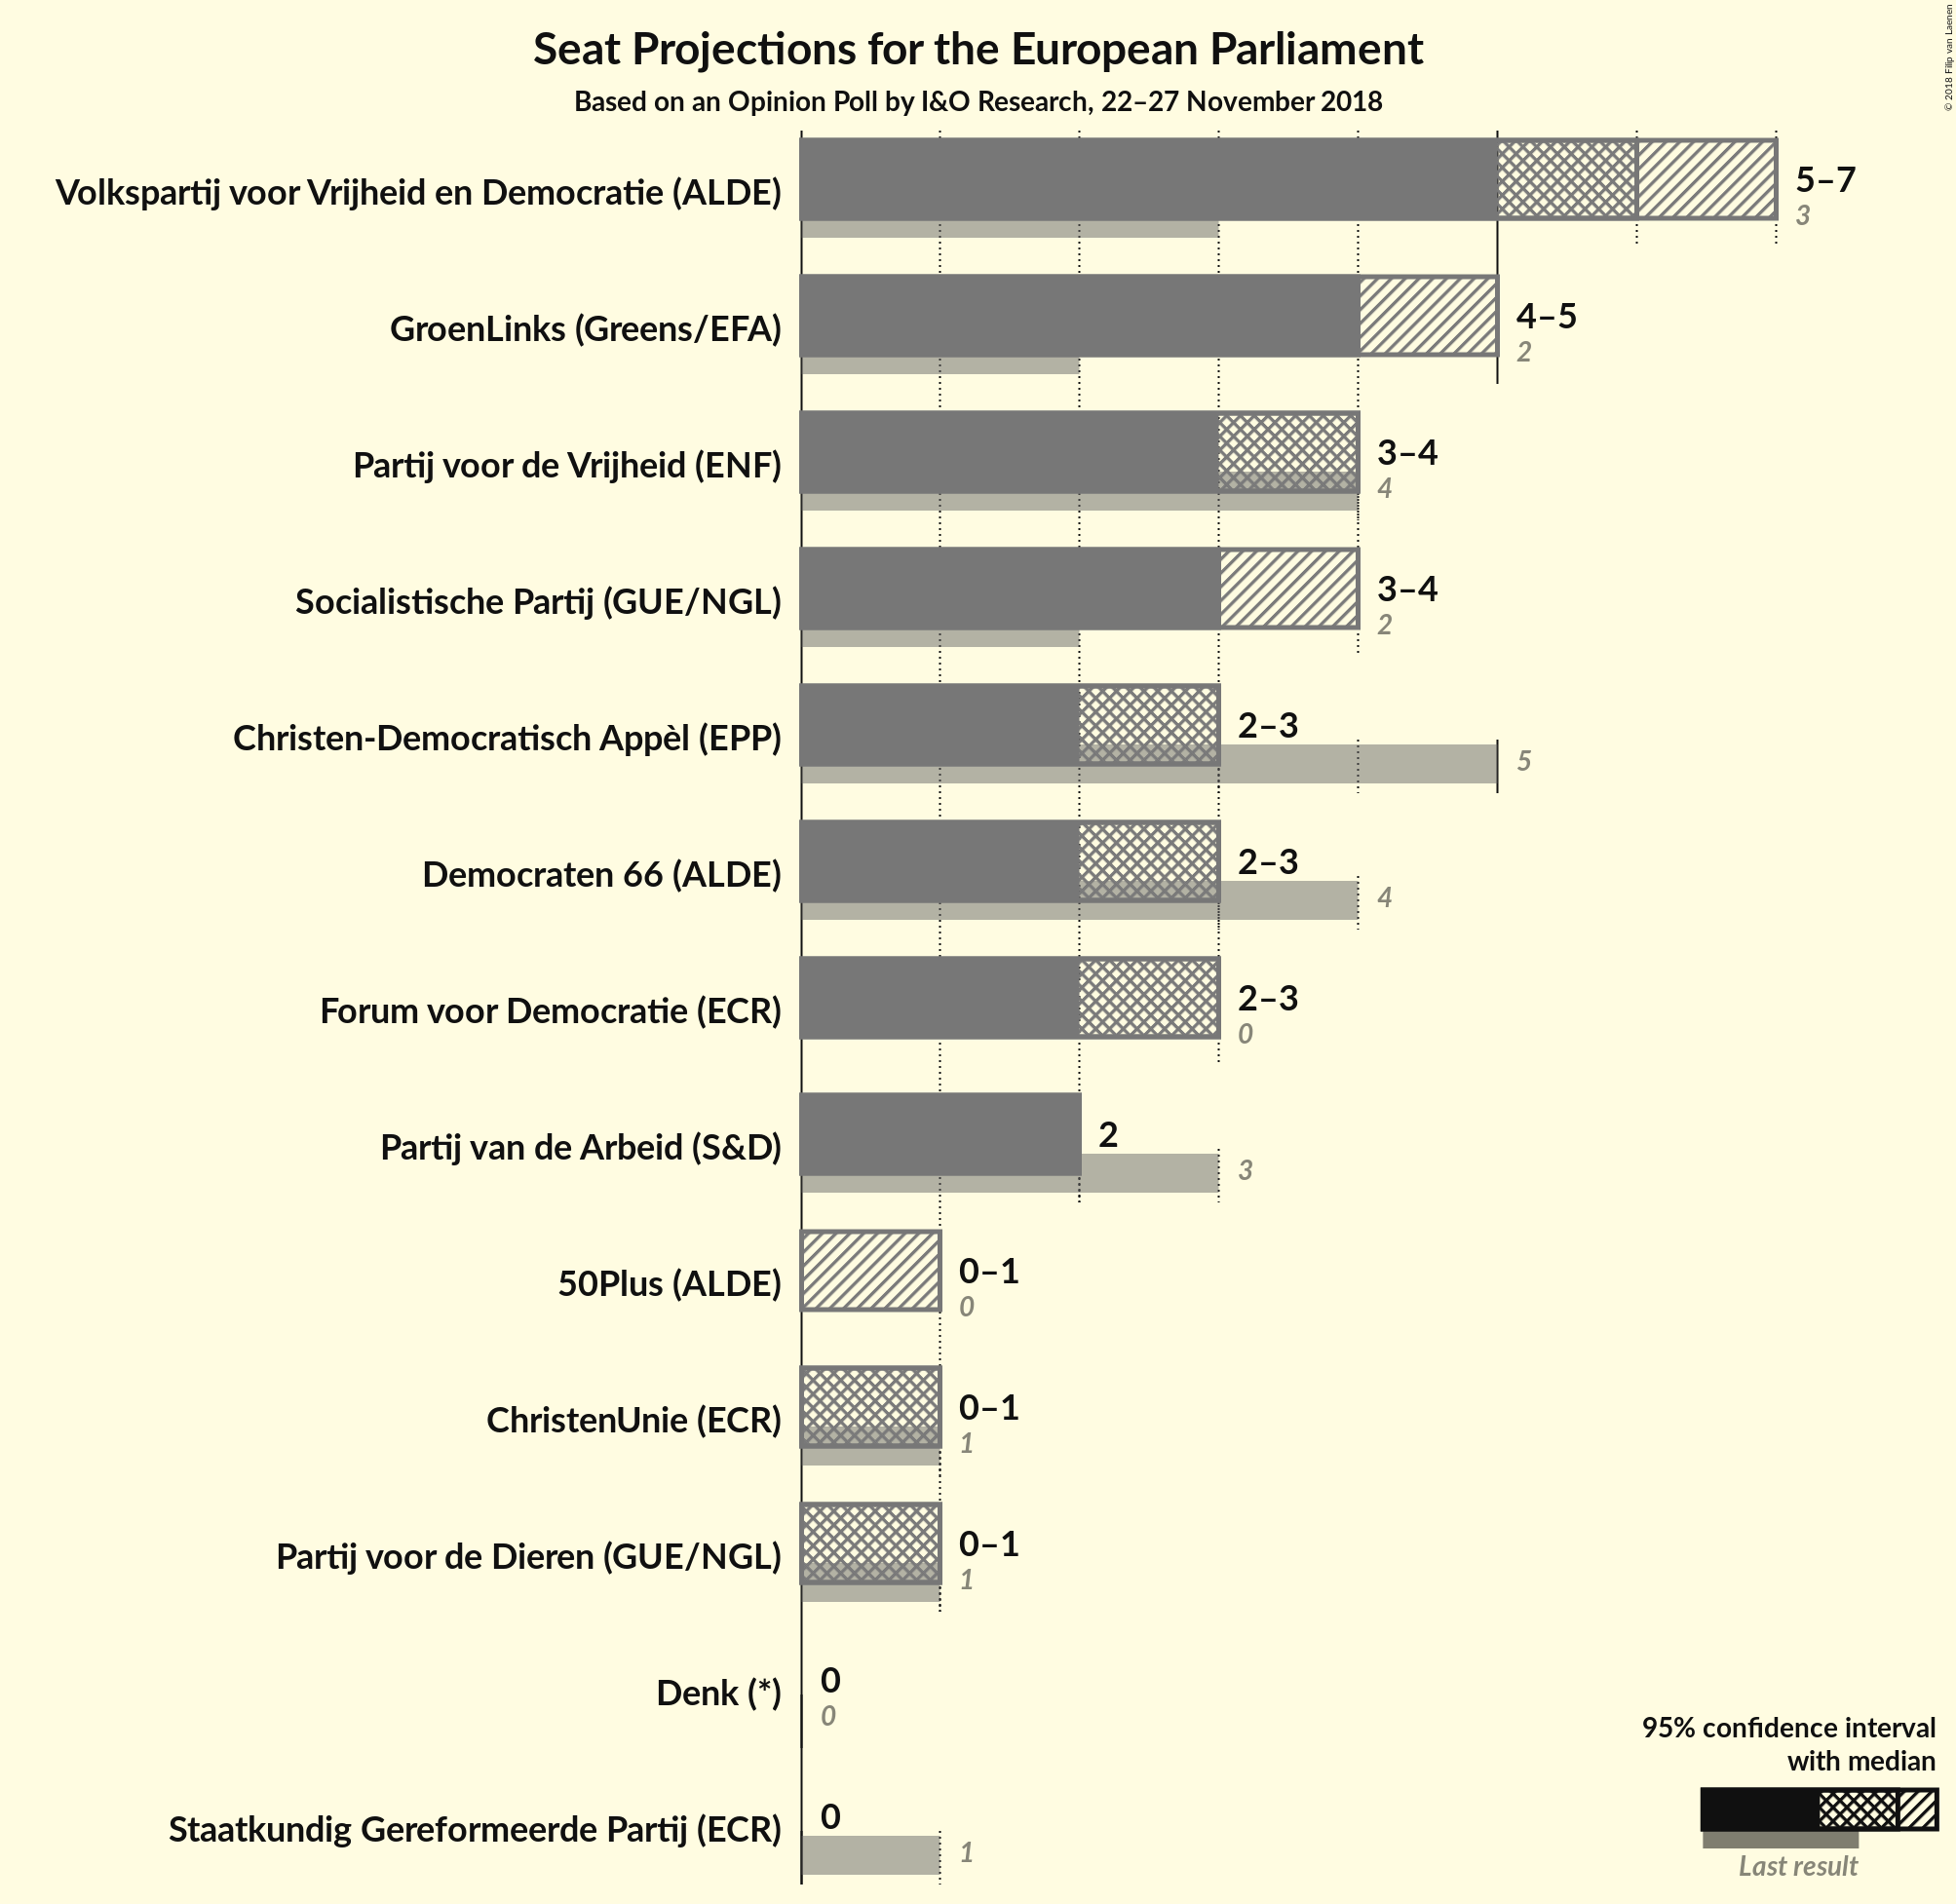 Seat Projections for the European Parliament
Based on an Opinion Poll by I&O Research, 22–27 November 2018
© 2018 Filip van Laenen
Volkspartij voor Vrijheid en Democratie (ALDE)
5–7
3
GroenLinks (Greens/EFA)
4–5
2
Partij voor de Vrijheid (ENF)
3–4
4
Socialistische Partij (GUE/NGL)
3–4
2
Christen-Democratisch Appèl (EPP)
2–3
5
Democraten 66 (ALDE)
2–3
4
Forum voor Democratie (ECR)
2–3
0
Partij van de Arbeid (S&D)
2
3
50Plus (ALDE)
0–1
0
ChristenUnie (ECR)
0–1
1
Partij voor de Dieren (GUE/NGL)
0–1
1
Denk (*)
0
0
Staatkundig Gereformeerde Partij (ECR)
0
1
95% confidence interval
with median
Last result